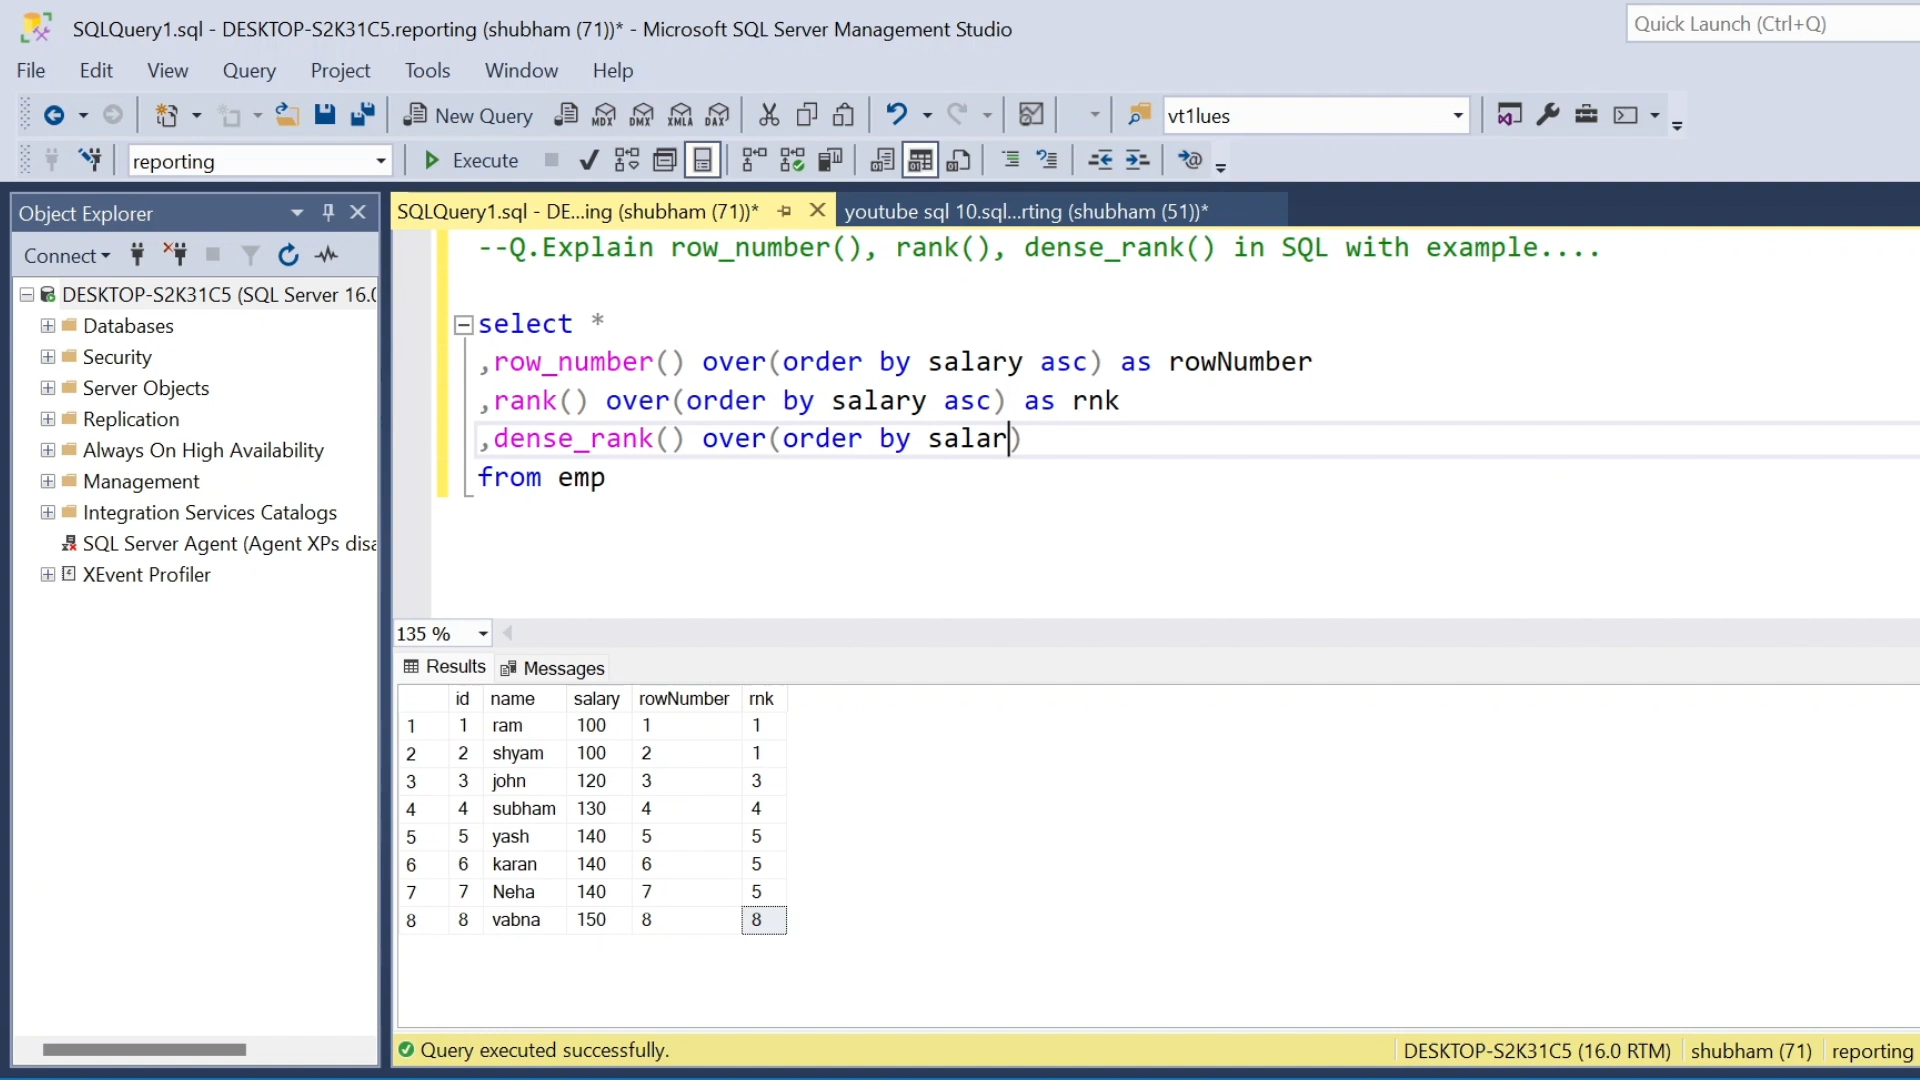 SQLQuery1.sql - DESKTOP-S2K31C5.reporting (shubham (71))* - Microsoft SQL Server Management Studio
Quick Launch (Ctrl+Q)
File Edit View Query Project Tools Window Help
New Query MDX DMX XMLA DAX vt1lues
reporting Execute
Object Explorer
SQLQuery1.sql - DE...ing (shubham (71))* youtube sql 10.sql...rting (shubham (51))*
Connect
DESKTOP-S2K31C5 (SQL Server 16.0
Databases
Security
Server Objects
Replication
Always On High Availability
Management
Integration Services Catalogs
SQL Server Agent (Agent XPs disa
XEvent Profiler
--Q.Explain row_number(), rank(), dense_rank() in SQL with example....
select *
,row_number() over(order by salary asc) as rowNumber
,rank() over(order by salary asc) as rnk
,dense_rank() over(order by salar)
from emp
135 %
Results Messages
id name salary rowNumber rnk
1 1 ram 100 1 1
2 2 shyam 100 2 1
3 3 john 120 3 3
4 4 subham 130 4 4
5 5 yash 140 5 5
6 6 karan 140 6 5
7 7 Neha 140 7 5
8 8 vabna 150 8 8
Query executed successfully. DESKTOP-S2K31C5 (16.0 RTM) shubham (71) reporting